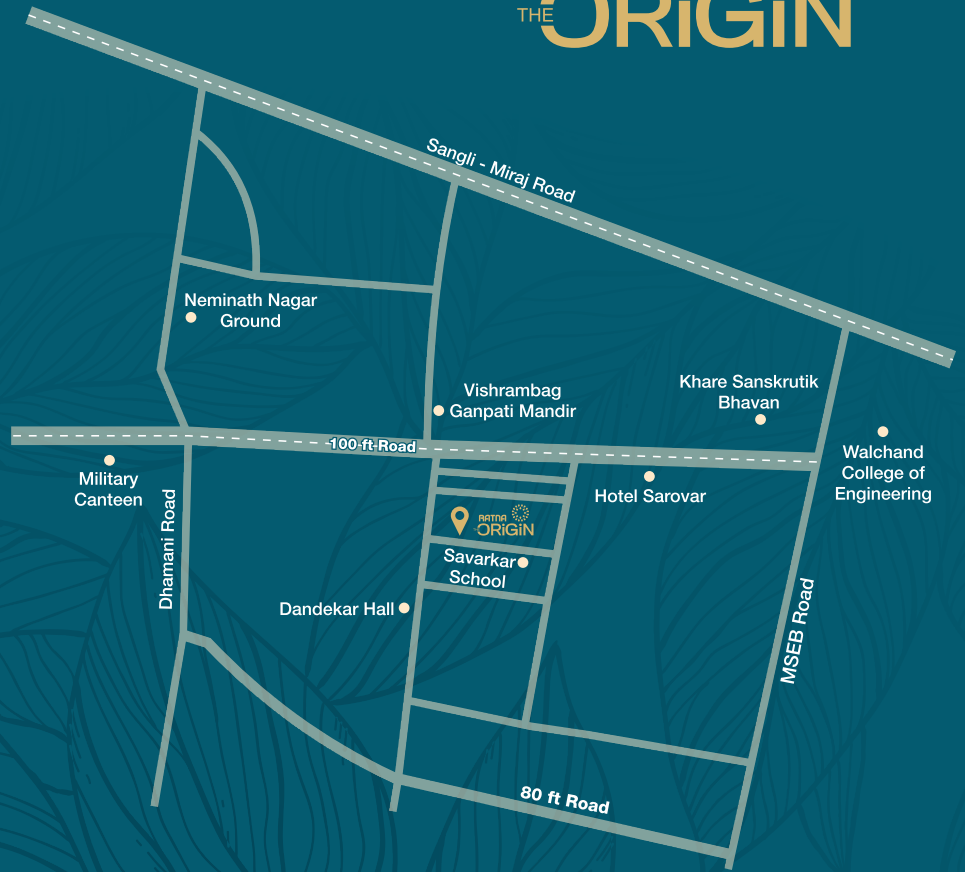 THE ORiGiN
Sangli - Miraj Road
Neminath Nagar
Ground
Khare Sanskrutik
Bhavan
Vishrambag
Ganpati Mandir
100 ft Road
Walchand
College of
Engineering
Military
Canteen
Hotel Sarovar
Dhamani Road
RATNA
THE ORiGiN
Savarkar
School
Dandekar Hall
MSEB Road
80 ft Road